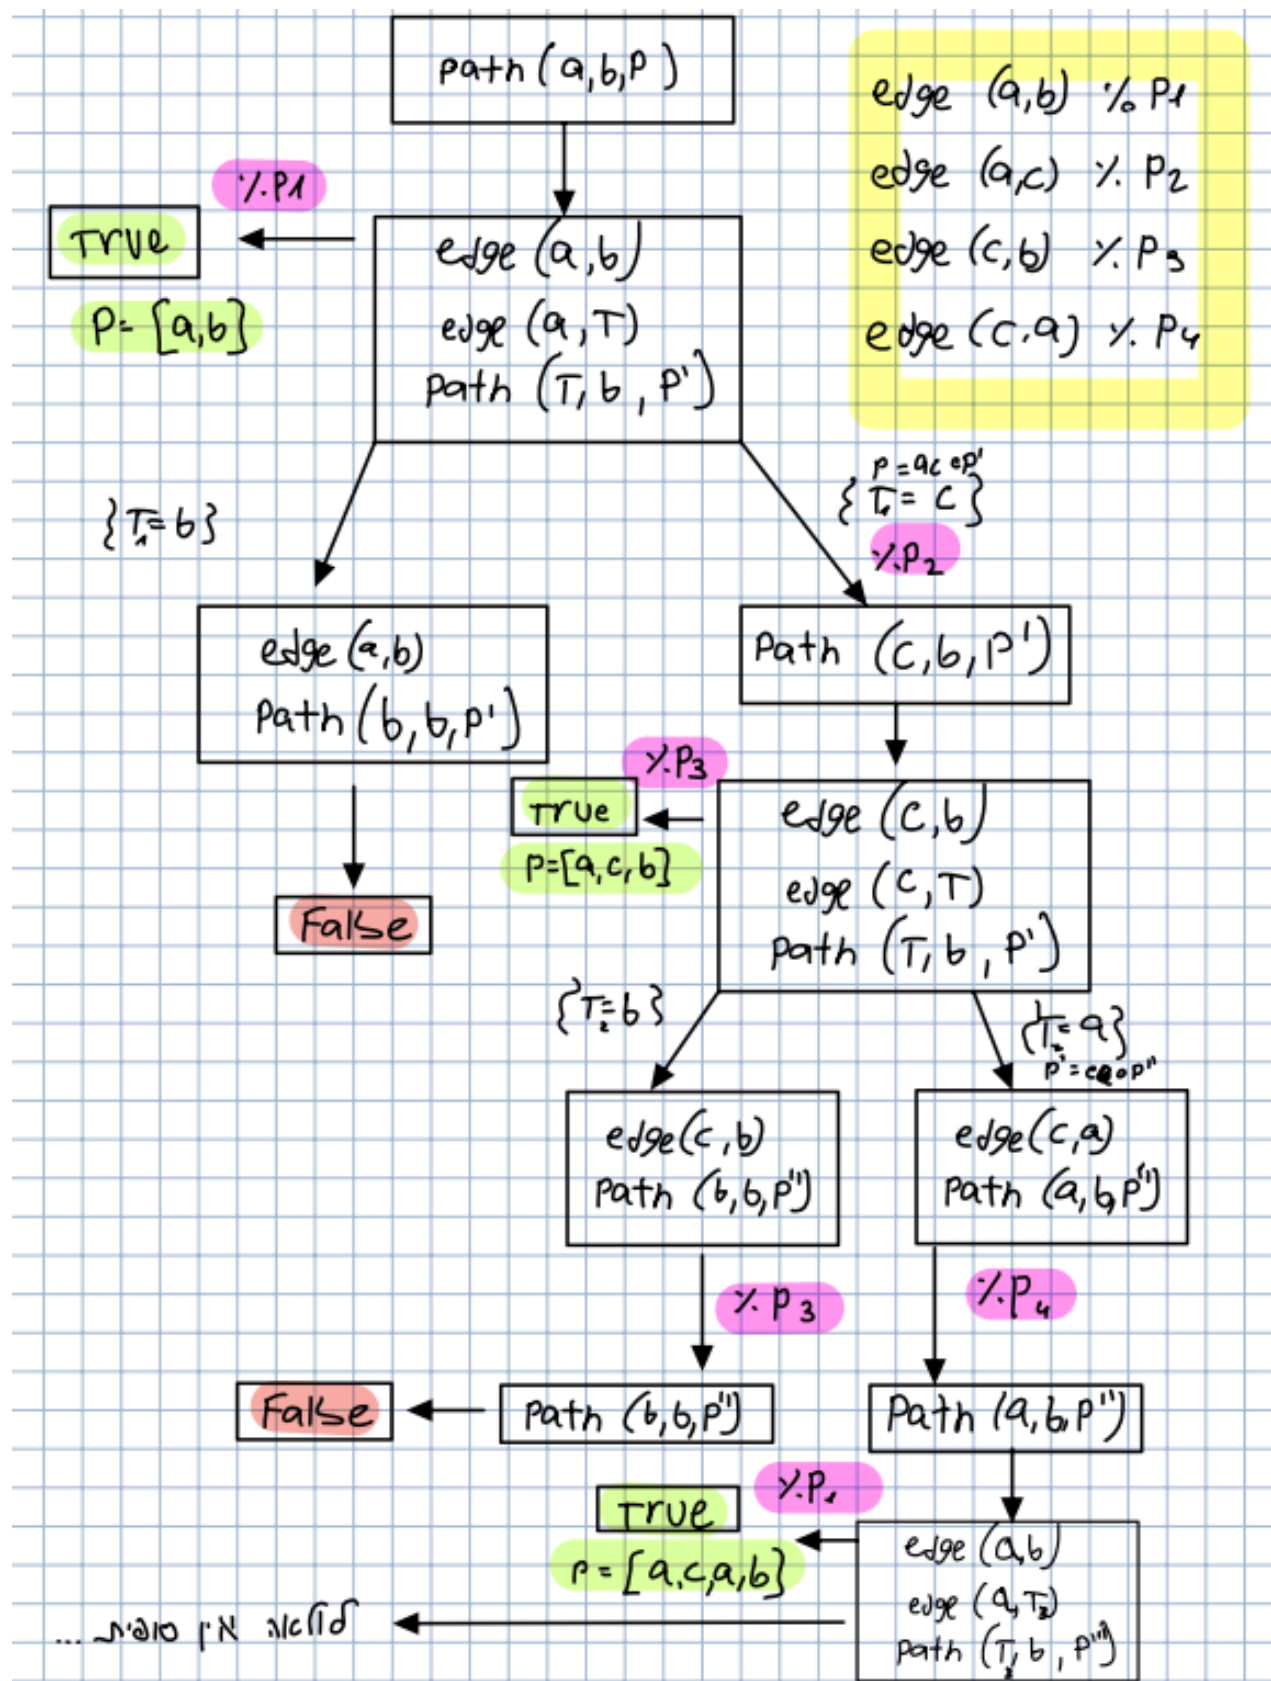 path (a,b,P)
edge (a,b) % P1
edge (a,c) % P2
edge (c,b) % P3
edge (c,a) % P4
%P1
True
P= [a,b]
edge (a,b)
edge (a,T)
path (T,b,P')
{T₁=b}
P=ac∘P'
{T₁= c}
%P2
edge (a,b)
Path (b,b,P')
False
Path (c,b,P')
%P3
True
P=[a,c,b]
edge (c,b)
edge (c,T)
path (T,b,P')
{T₂=b}
{T₂=a}
P'=ca∘P''
edge(c,b)
Path (b,b,P'')
edge(c,a)
Path (a,b,P'')
% P3
%P4
False
Path (b,b,P'')
Path (a,b,P'')
%P1
True
P= [a,c,a,b]
edge (a,b)
edge (a,T₃)
path (T₃,b,P''')
לולאה אין סופית...